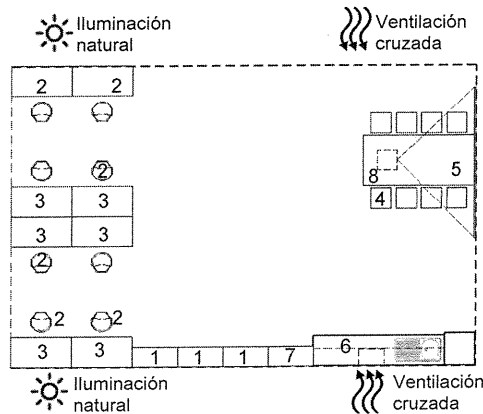 Iluminación
natural
Ventilación
cruzada
2 2
2
8 5
3 3
4
3 3
2
2 2
3 3 1 1 1 7 6
Iluminación
natural
Ventilación
cruzada